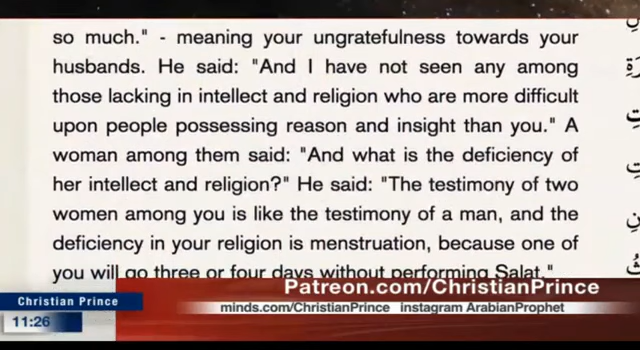 so much." - meaning your ungratefulness towards your
husbands. He said: "And I have not seen any among
those lacking in intellect and religion who are more difficult
upon people possessing reason and insight than you." A
woman among them said: "And what is the deficiency of
her intellect and religion?" He said: "The testimony of two
women among you is like the testimony of a man, and the
deficiency in your religion is menstruation, because one of
you will go three or four days without performing Salat."
Patreon.com/ChristianPrince
Christian Prince
minds.com/ChristianPrince instagram ArabianProphet
11:26